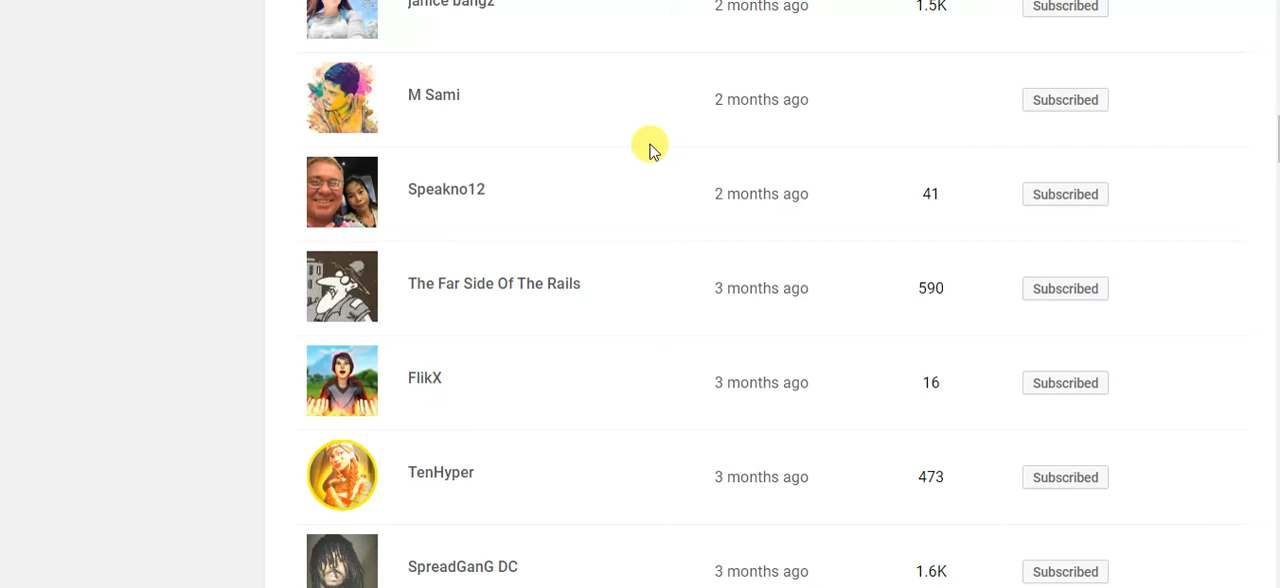 janice bangz 2 months ago 1.5K Subscribed
M Sami 2 months ago Subscribed
Speakno12 2 months ago 41 Subscribed
The Far Side Of The Rails 3 months ago 590 Subscribed
FlikX 3 months ago 16 Subscribed
TenHyper 3 months ago 473 Subscribed
SpreadGanG DC 3 months ago 1.6K Subscribed